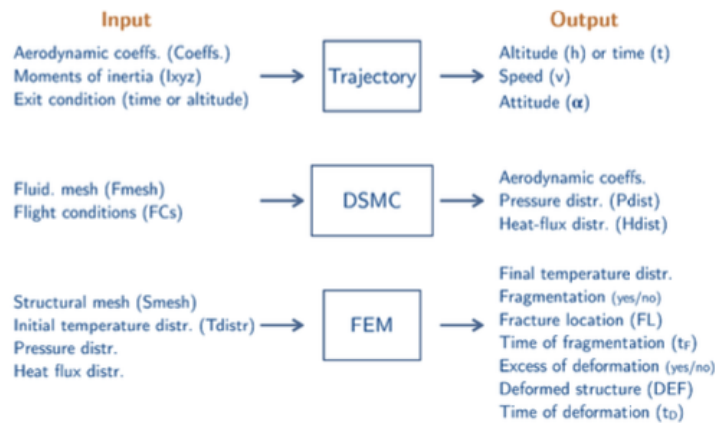 Input
Output
Aerodynamic coeffs. (Coeffs.)
Moments of inertia (Ixyz)
Exit condition (time or altitude)
Trajectory
Altitude (h) or time (t)
Speed (v)
Attitude (α)
Fluid. mesh (Fmesh)
Flight conditions (FCs)
DSMC
Aerodynamic coeffs.
Pressure distr. (Pdist)
Heat-flux distr. (Hdist)
Structural mesh (Smesh)
Initial temperature distr. (Tdistr)
Pressure distr.
Heat flux distr.
FEM
Final temperature distr.
Fragmentation (yes/no)
Fracture location (FL)
Time of fragmentation (tF)
Excess of deformation (yes/no)
Deformed structure (DEF)
Time of deformation (tD)